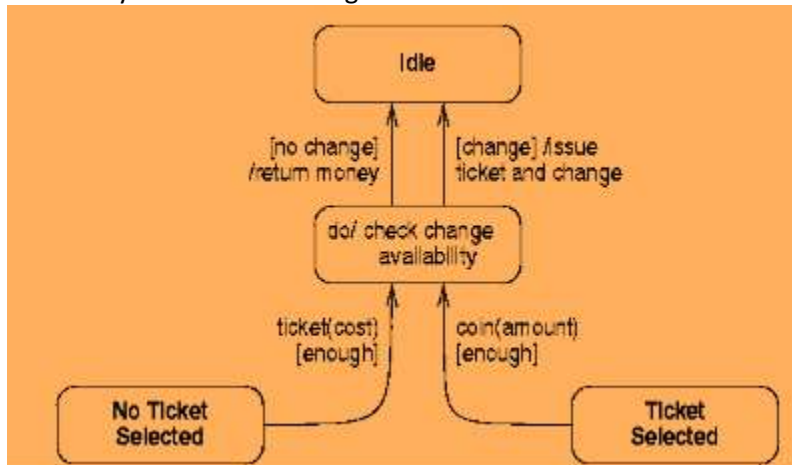 Idle
[no change]
/return money
[change] /issue
ticket and change
do/ check change
availability
ticket(cost)
[enough]
coin(amount)
[enough]
No Ticket
Selected
Ticket
Selected